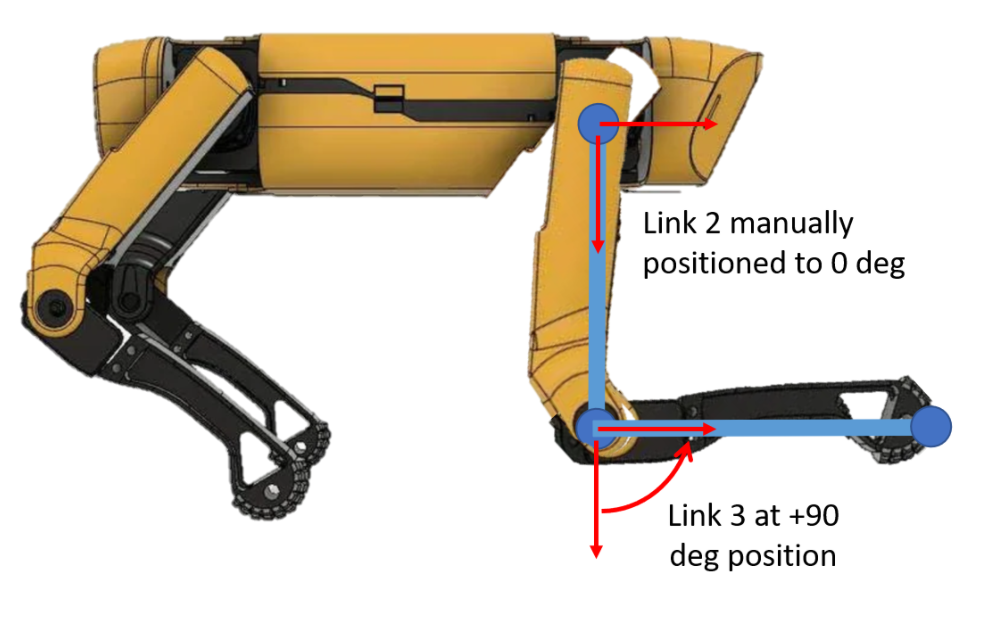 Link 2 manually
positioned to 0 deg
Link 3 at +90
deg position